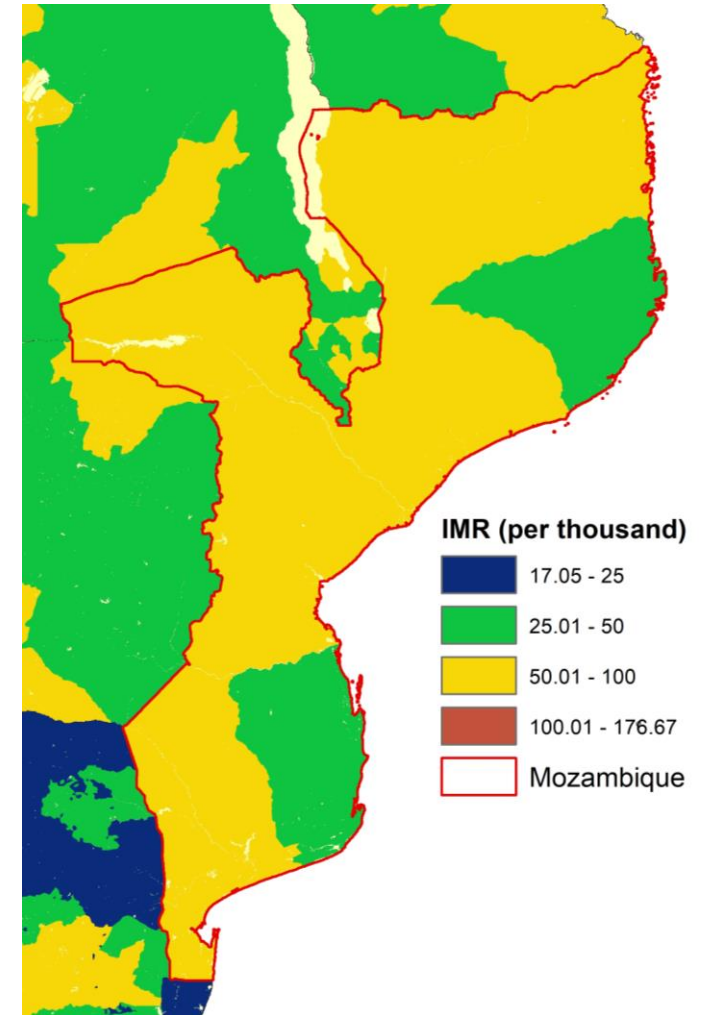 IMR (per thousand)
17.05 - 25
25.01 - 50
50.01 - 100
100.01 - 176.67
Mozambique